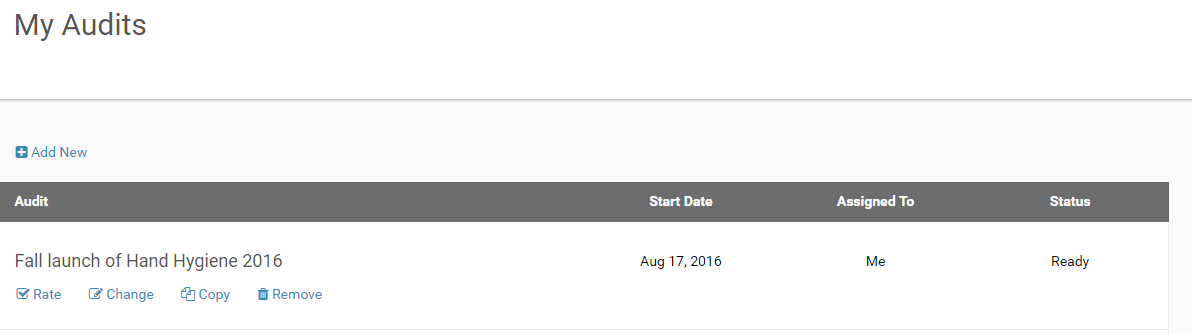 My Audits
Add New
Audit Start Date Assigned To Status
Fall launch of Hand Hygiene 2016 Aug 17, 2016 Me Ready
Rate Change Copy Remove